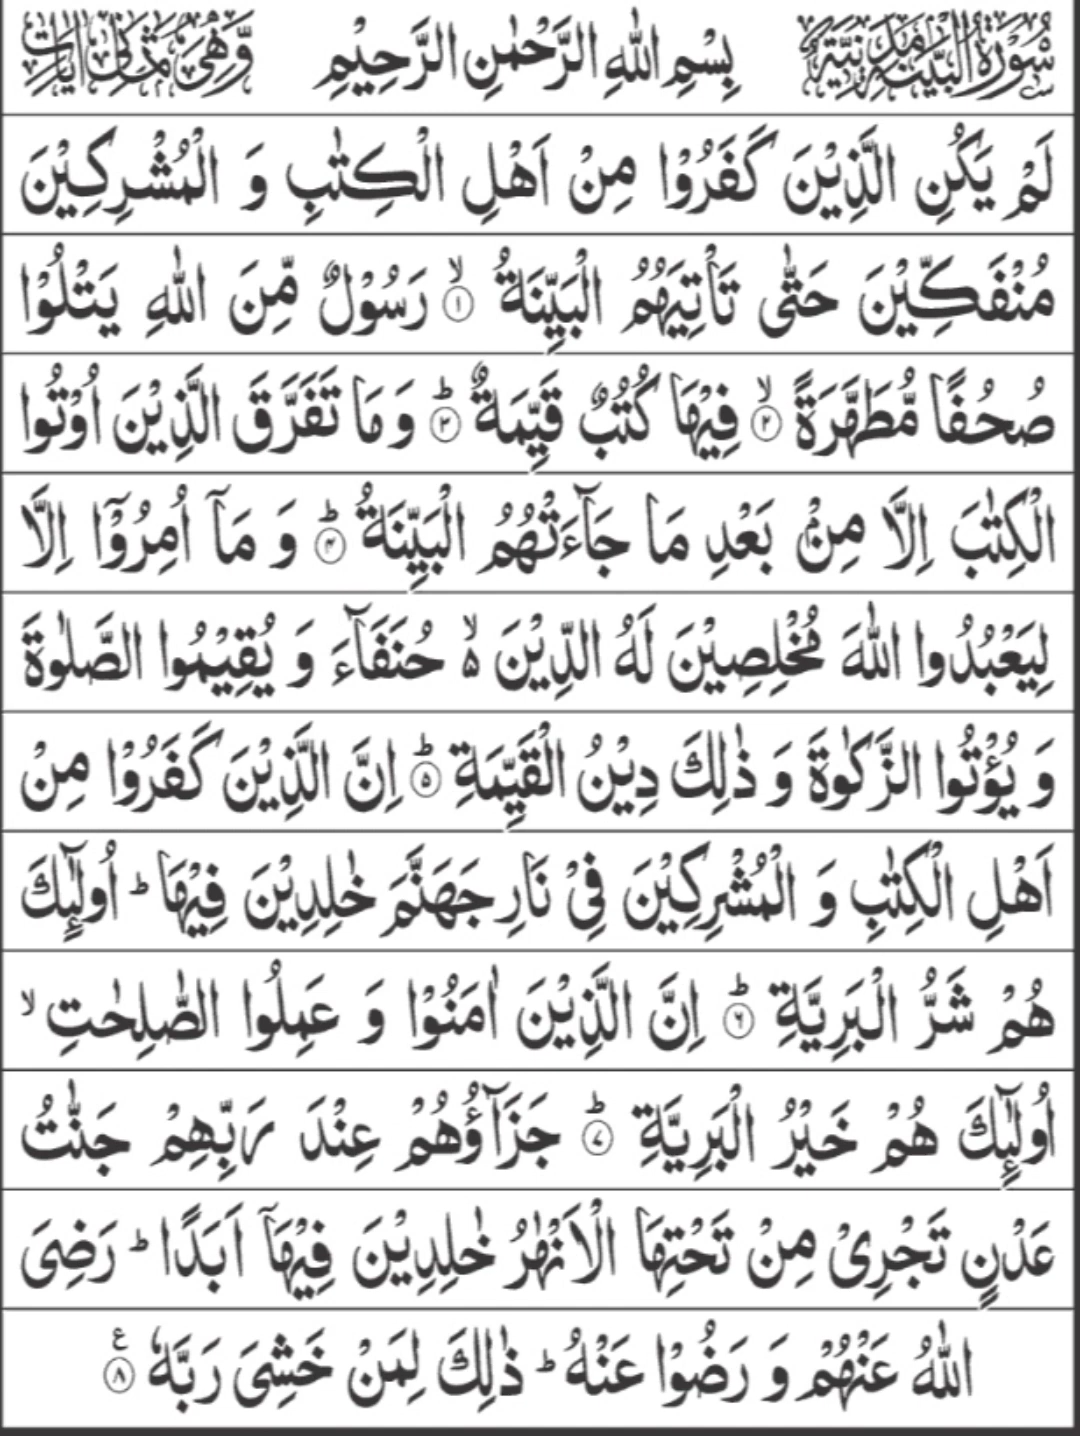 سُوْرَةُ الْبَيِّنَةِ مَدَنِيَّةٌ بِسْمِ اللّٰهِ الرَّحْمٰنِ الرَّحِيْمِ وَّهِيَ ثَمَانِيْ اٰيَاتٍ
لَمْ يَكُنِ الَّذِيْنَ كَفَرُوْا مِنْ اَهْلِ الْكِتٰبِ وَ الْمُشْرِكِيْنَ
مُنْفَكِّيْنَ حَتّٰى تَاْتِيَهُمُ الْبَيِّنَةُ ۙ﴿۱﴾ رَسُوْلٌ مِّنَ اللّٰهِ يَتْلُوْا
صُحُفًا مُّطَهَّرَةً ۙ﴿۲﴾ فِيْهَا كُتُبٌ قَيِّمَةٌ ؕ﴿۳﴾ وَ مَا تَفَرَّقَ الَّذِيْنَ اُوْتُوا
الْكِتٰبَ اِلَّا مِنْۢ بَعْدِ مَا جَآءَتْهُمُ الْبَيِّنَةُ ؕ﴿۴﴾ وَ مَاۤ اُمِرُوْۤا اِلَّا
لِيَعْبُدُوا اللّٰهَ مُخْلِصِيْنَ لَهُ الدِّيْنَ ۙ۬ حُنَفَآءَ وَ يُقِيْمُوا الصَّلٰوةَ
وَ يُؤْتُوا الزَّكٰوةَ وَ ذٰلِكَ دِيْنُ الْقَيِّمَةِ ؕ﴿۵﴾ اِنَّ الَّذِيْنَ كَفَرُوْا مِنْ
اَهْلِ الْكِتٰبِ وَ الْمُشْرِكِيْنَ فِيْ نَارِ جَهَنَّمَ خٰلِدِيْنَ فِيْهَا ؕ اُولٰٓئِكَ
هُمْ شَرُّ الْبَرِيَّةِ ؕ﴿۶﴾ اِنَّ الَّذِيْنَ اٰمَنُوْا وَ عَمِلُوا الصّٰلِحٰتِ ۙ
اُولٰٓئِكَ هُمْ خَيْرُ الْبَرِيَّةِ ؕ﴿۷﴾ جَزَآؤُهُمْ عِنْدَ رَبِّهِمْ جَنّٰتُ
عَدْنٍ تَجْرِيْ مِنْ تَحْتِهَا الْاَنْهٰرُ خٰلِدِيْنَ فِيْهَاۤ اَبَدًا ؕ رَضِيَ
اللّٰهُ عَنْهُمْ وَ رَضُوْا عَنْهُ ؕ ذٰلِكَ لِمَنْ خَشِيَ رَبَّهٗ ﴿۸﴾ ع